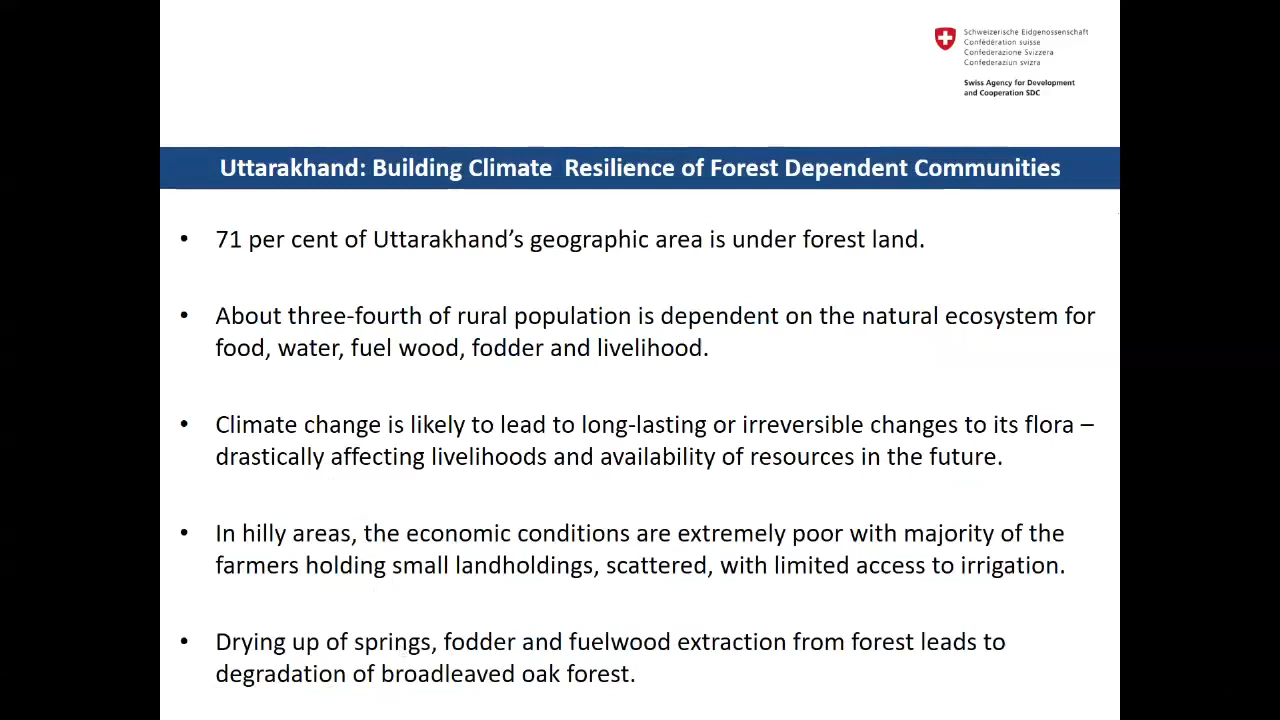 Schweizerische Eidgenossenschaft
Confédération suisse
Confederazione Svizzera
Confederaziun svizra
Swiss Agency for Development
and Cooperation SDC
Uttarakhand: Building Climate  Resilience of Forest Dependent Communities
• 71 per cent of Uttarakhand’s geographic area is under forest land.
• About three-fourth of rural population is dependent on the natural ecosystem for
food, water, fuel wood, fodder and livelihood.
• Climate change is likely to lead to long-lasting or irreversible changes to its flora –
drastically affecting livelihoods and availability of resources in the future.
• In hilly areas, the economic conditions are extremely poor with majority of the
farmers holding small landholdings, scattered, with limited access to irrigation.
• Drying up of springs, fodder and fuelwood extraction from forest leads to
degradation of broadleaved oak forest.